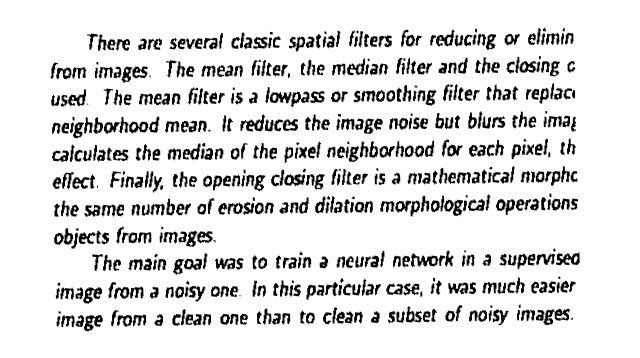 There are several classic spatial filters for reducing or elimin
from images. The mean filter, the median filter and the closing o
used. The mean filter is a lowpass or smoothing filter that replac
neighborhood mean. It reduces the image noise but blurs the imag
calculates the median of the pixel neighborhood for each pixel, th
effect. Finally, the opening closing filter is a mathematical morpho
the same number of erosion and dilation morphological operations
objects from images.
The main goal was to train a neural network in a supervised
image from a noisy one. In this particular case, it was much easier
image from a clean one than to clean a subset of noisy images.